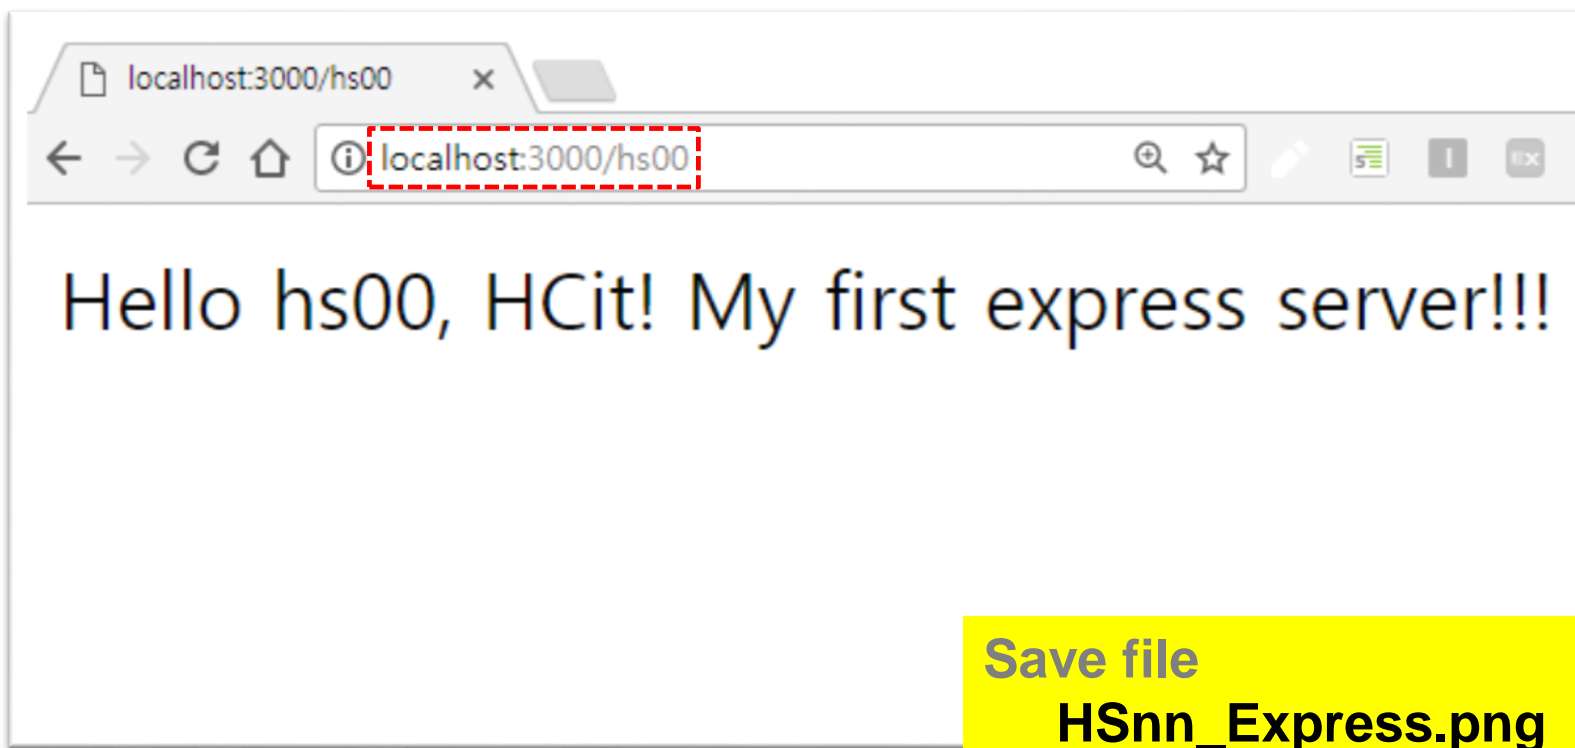 localhost:3000/hs00
localhost:3000/hs00
Hello hs00, HCit! My first express server!!!
Save file
HSnn_Express.png